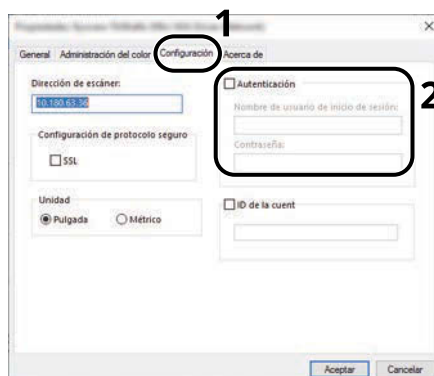 1
General Administración del color Configuración Acerca de
Dirección de escáner:
10.180.63.56
Configuración de protocolo seguro
SSL
Unidad
Pulgada Métrico
Autenticación
Nombre de usuario de inicio de sesión:
Contraseña:
2
ID de la cuent
Aceptar Cancelar